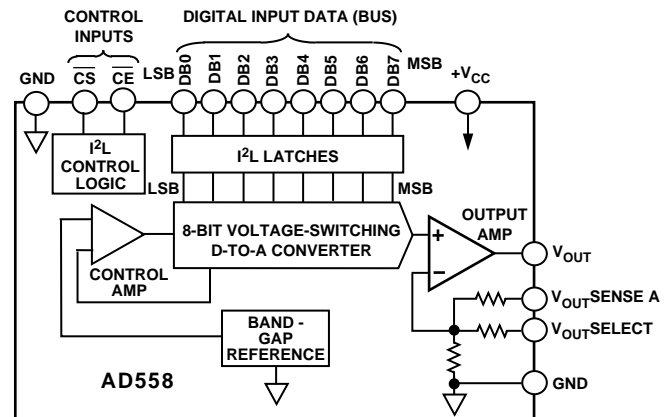 CONTROL
INPUTS
DIGITAL INPUT DATA (BUS)
GND
CS
CE
LSB
DB0
DB1
DB2
DB3
DB4
DB5
DB6
DB7
MSB
+VCC
I2L
CONTROL
LOGIC
I2L LATCHES
LSB
MSB
8-BIT VOLTAGE-SWITCHING
D-TO-A CONVERTER
CONTROL
AMP
OUTPUT
AMP
+
–
VOUT
VOUTSENSE A
VOUTSELECT
BAND -
GAP
REFERENCE
AD558
GND